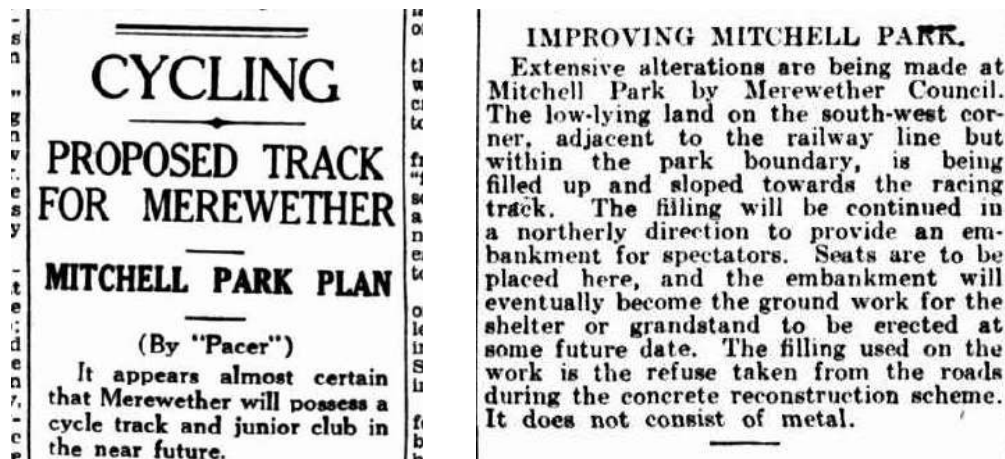 CYCLING
PROPOSED TRACK
FOR MEREWETHER
MITCHELL PARK PLAN
(By "Pacer")
It appears almost certain
that Merewether will possess a
cycle track and junior club in
the near future.
IMPROVING MITCHELL PARK.
Extensive alterations are being made at
Mitchell Park by Merewether Council.
The low-lying land on the south-west cor-
ner, adjacent to the railway line but
within the park boundary, is being
filled up and sloped towards the racing
track. The filling will be continued in
a northerly direction to provide an em-
bankment for spectators. Seats are to be
placed here, and the embankment will
eventually become the ground work for the
shelter or grandstand to be erected at
some future date. The filling used on the
work is the refuse taken from the roads
during the concrete reconstruction scheme.
It does not consist of metal.